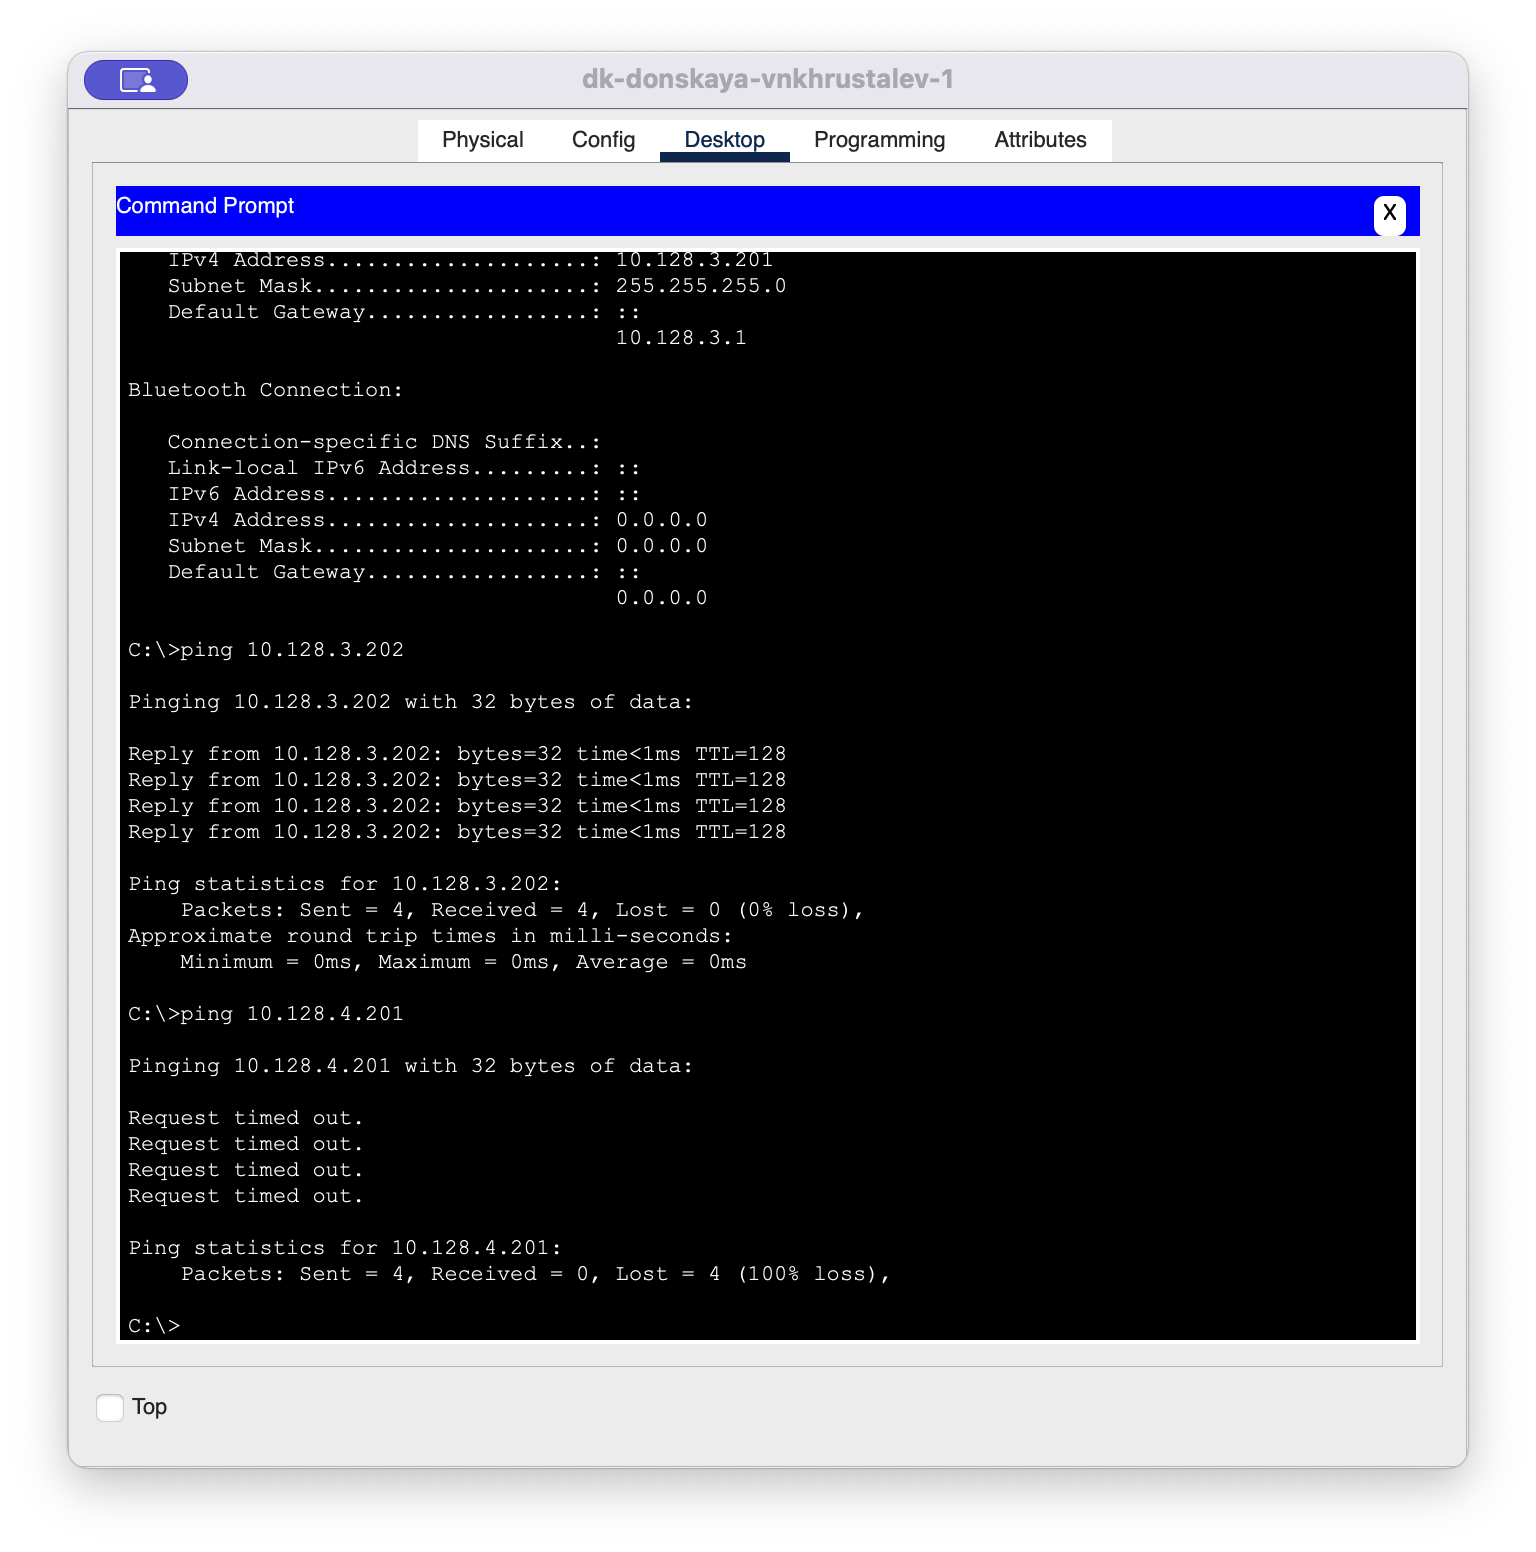 dk-donskaya-vnkhrustalev-1
Physical Config Desktop Programming Attributes
Command Prompt
X
IPv4 Address....................: 10.128.3.201
Subnet Mask.....................: 255.255.255.0
Default Gateway.................: ::
10.128.3.1
Bluetooth Connection:
Connection-specific DNS Suffix..:
Link-local IPv6 Address.........: ::
IPv6 Address....................: ::
IPv4 Address....................: 0.0.0.0
Subnet Mask.....................: 0.0.0.0
Default Gateway.................: ::
0.0.0.0
C:\>ping 10.128.3.202
Pinging 10.128.3.202 with 32 bytes of data:
Reply from 10.128.3.202: bytes=32 time<1ms TTL=128
Reply from 10.128.3.202: bytes=32 time<1ms TTL=128
Reply from 10.128.3.202: bytes=32 time<1ms TTL=128
Reply from 10.128.3.202: bytes=32 time<1ms TTL=128
Ping statistics for 10.128.3.202:
Packets: Sent = 4, Received = 4, Lost = 0 (0% loss),
Approximate round trip times in milli-seconds:
Minimum = 0ms, Maximum = 0ms, Average = 0ms
C:\>ping 10.128.4.201
Pinging 10.128.4.201 with 32 bytes of data:
Request timed out.
Request timed out.
Request timed out.
Request timed out.
Ping statistics for 10.128.4.201:
Packets: Sent = 4, Received = 0, Lost = 4 (100% loss),
C:\>
Top